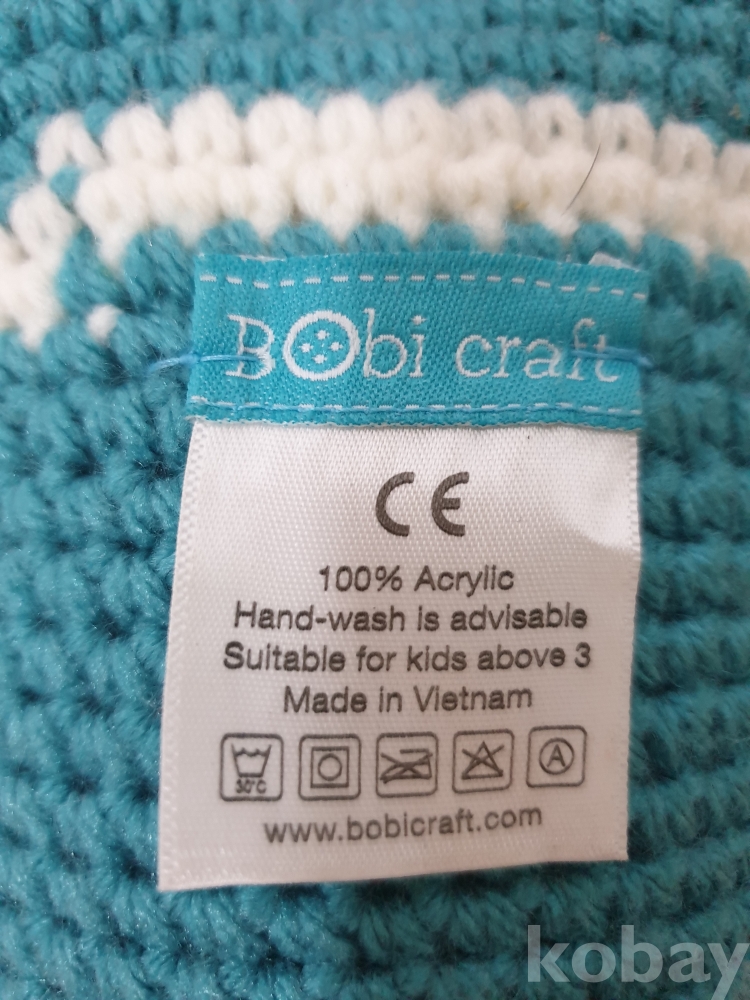 BObi craft
CE
100% Acrylic
Hand-wash is advisable
Suitable for kids above 3
Made in Vietnam
30°C
A
www.bobicraft.com
kobay